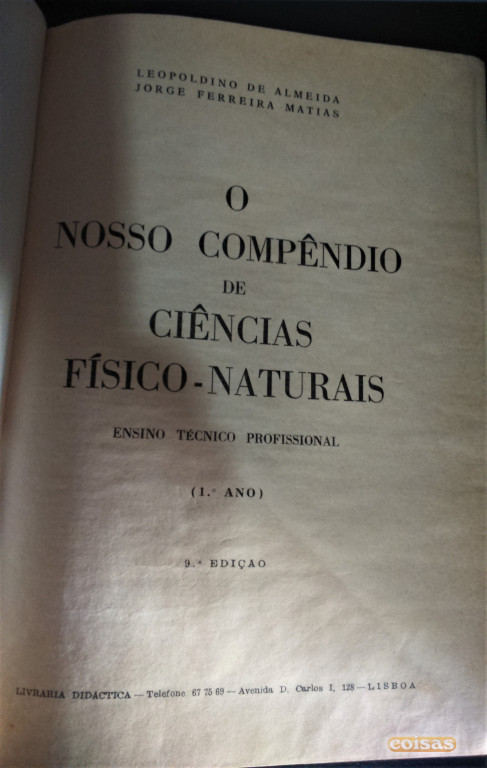 LEOPOLDINO DE ALMEIDA
JORGE FERREIRA MATIAS
O
NOSSO COMPÊNDIO
DE
CIÊNCIAS
FÍSICO-NATURAIS
ENSINO TÉCNICO PROFISSIONAL
(1.º ANO)
9.ª EDIÇÃO
LIVRARIA DIDÁCTICA — Telefone 67 75 69 — Avenida D. Carlos I, 128 — LISBOA
coisas